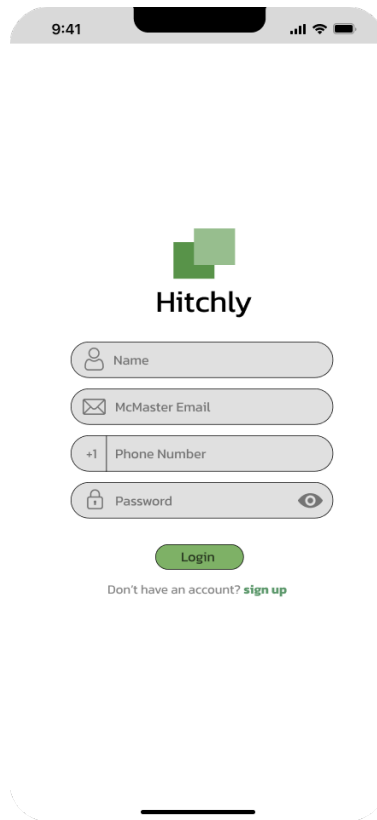 9:41
Hitchly
Name
McMaster Email
+1 Phone Number
Password
Login
Don't have an account? sign up